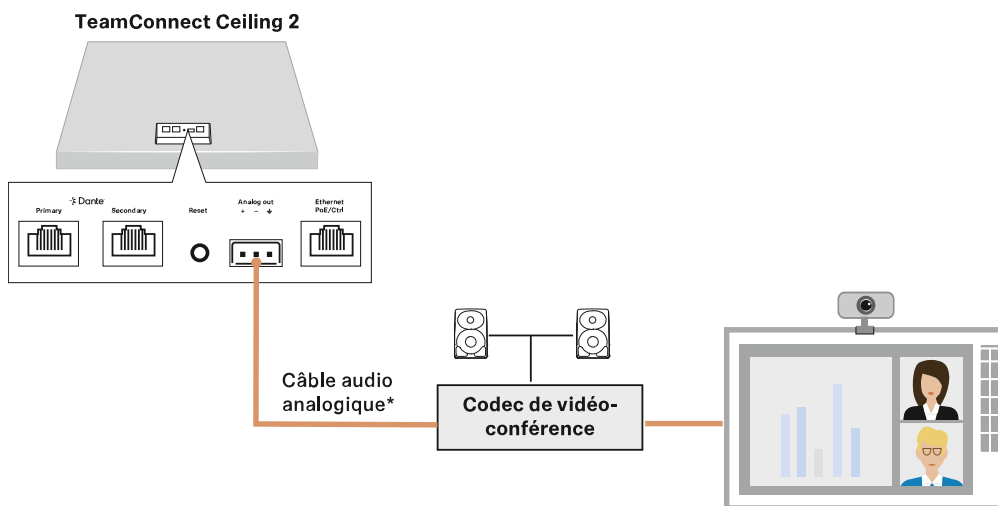 TeamConnect Ceiling 2
Dante
Primary
Secondary
Reset
Analog out
+ -
Ethernet
PoE/Ctrl
Câble audio
analogique*
Codec de vidéo-
conférence